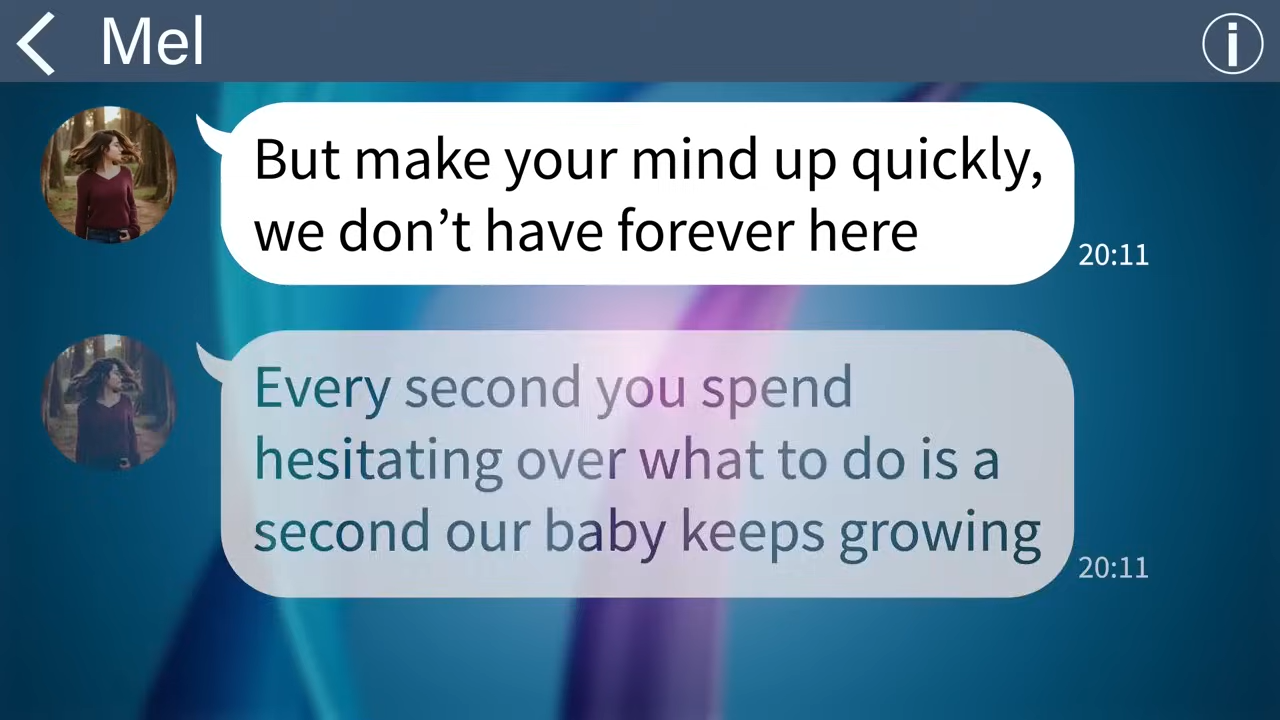 Mel
But make your mind up quickly,
we don’t have forever here
20:11
Every second you spend
hesitating over what to do is a
second our baby keeps growing
20:11